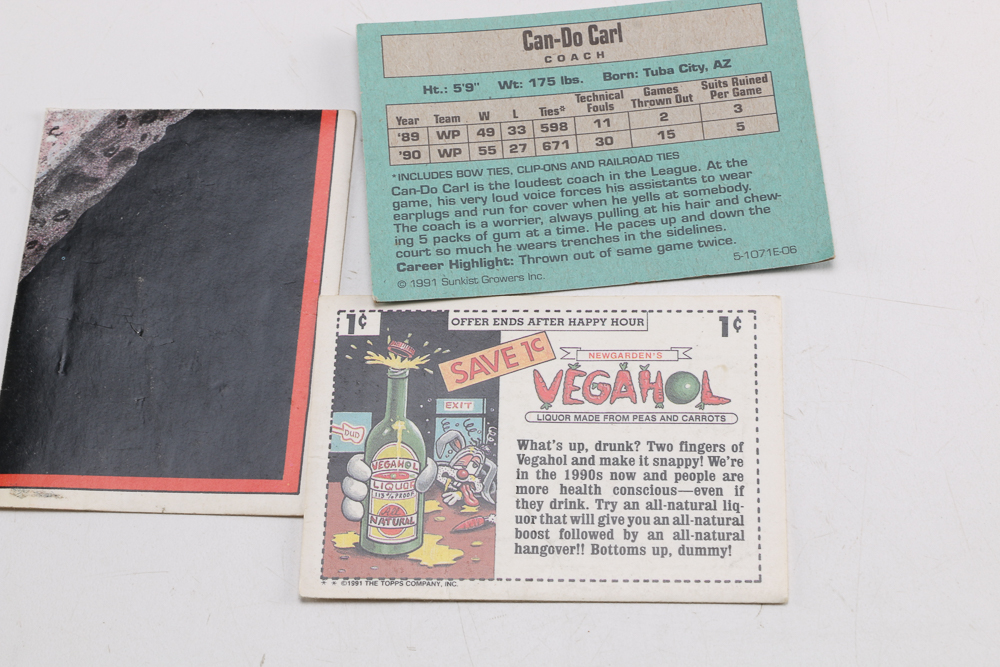 Can-Do Carl
COACH
Ht.: 5'9" Wt: 175 lbs. Born: Tuba City, AZ
Year Team W L Ties* Technical Fouls Games Thrown Out Suits Ruined Per Game
'89 WP 49 33 598 11 2 3
'90 WP 55 27 671 30 15 5
*INCLUDES BOW TIES, CLIP-ONS AND RAILROAD TIES
Can-Do Carl is the loudest coach in the League. At the
game, his very loud voice forces his assistants to wear
earplugs and run for cover when he yells at somebody.
The coach is a worrier, always pulling at his hair and chew-
ing 5 packs of gum at a time. He paces up and down the
court so much he wears trenches in the sidelines.
Career Highlight: Thrown out of same game twice.
© 1991 Sunkist Growers Inc. 5-1071E-06
1¢ OFFER ENDS AFTER HAPPY HOUR 1¢
SAVE 1¢
NEWGARDEN'S
VEGAHOL
LIQUOR MADE FROM PEAS AND CARROTS
EXIT
DUD
VEGAHOL
LIQUOR
113% PROOF
All
NATURAL
What's up, drunk? Two fingers of
Vegahol and make it snappy! We're
in the 1990s now and people are
more health conscious—even if
they drink. Try an all-natural liq-
uor that will give you an all-natural
boost followed by an all-natural
hangover!! Bottoms up, dummy!
* * ©1991 THE TOPPS COMPANY, INC.